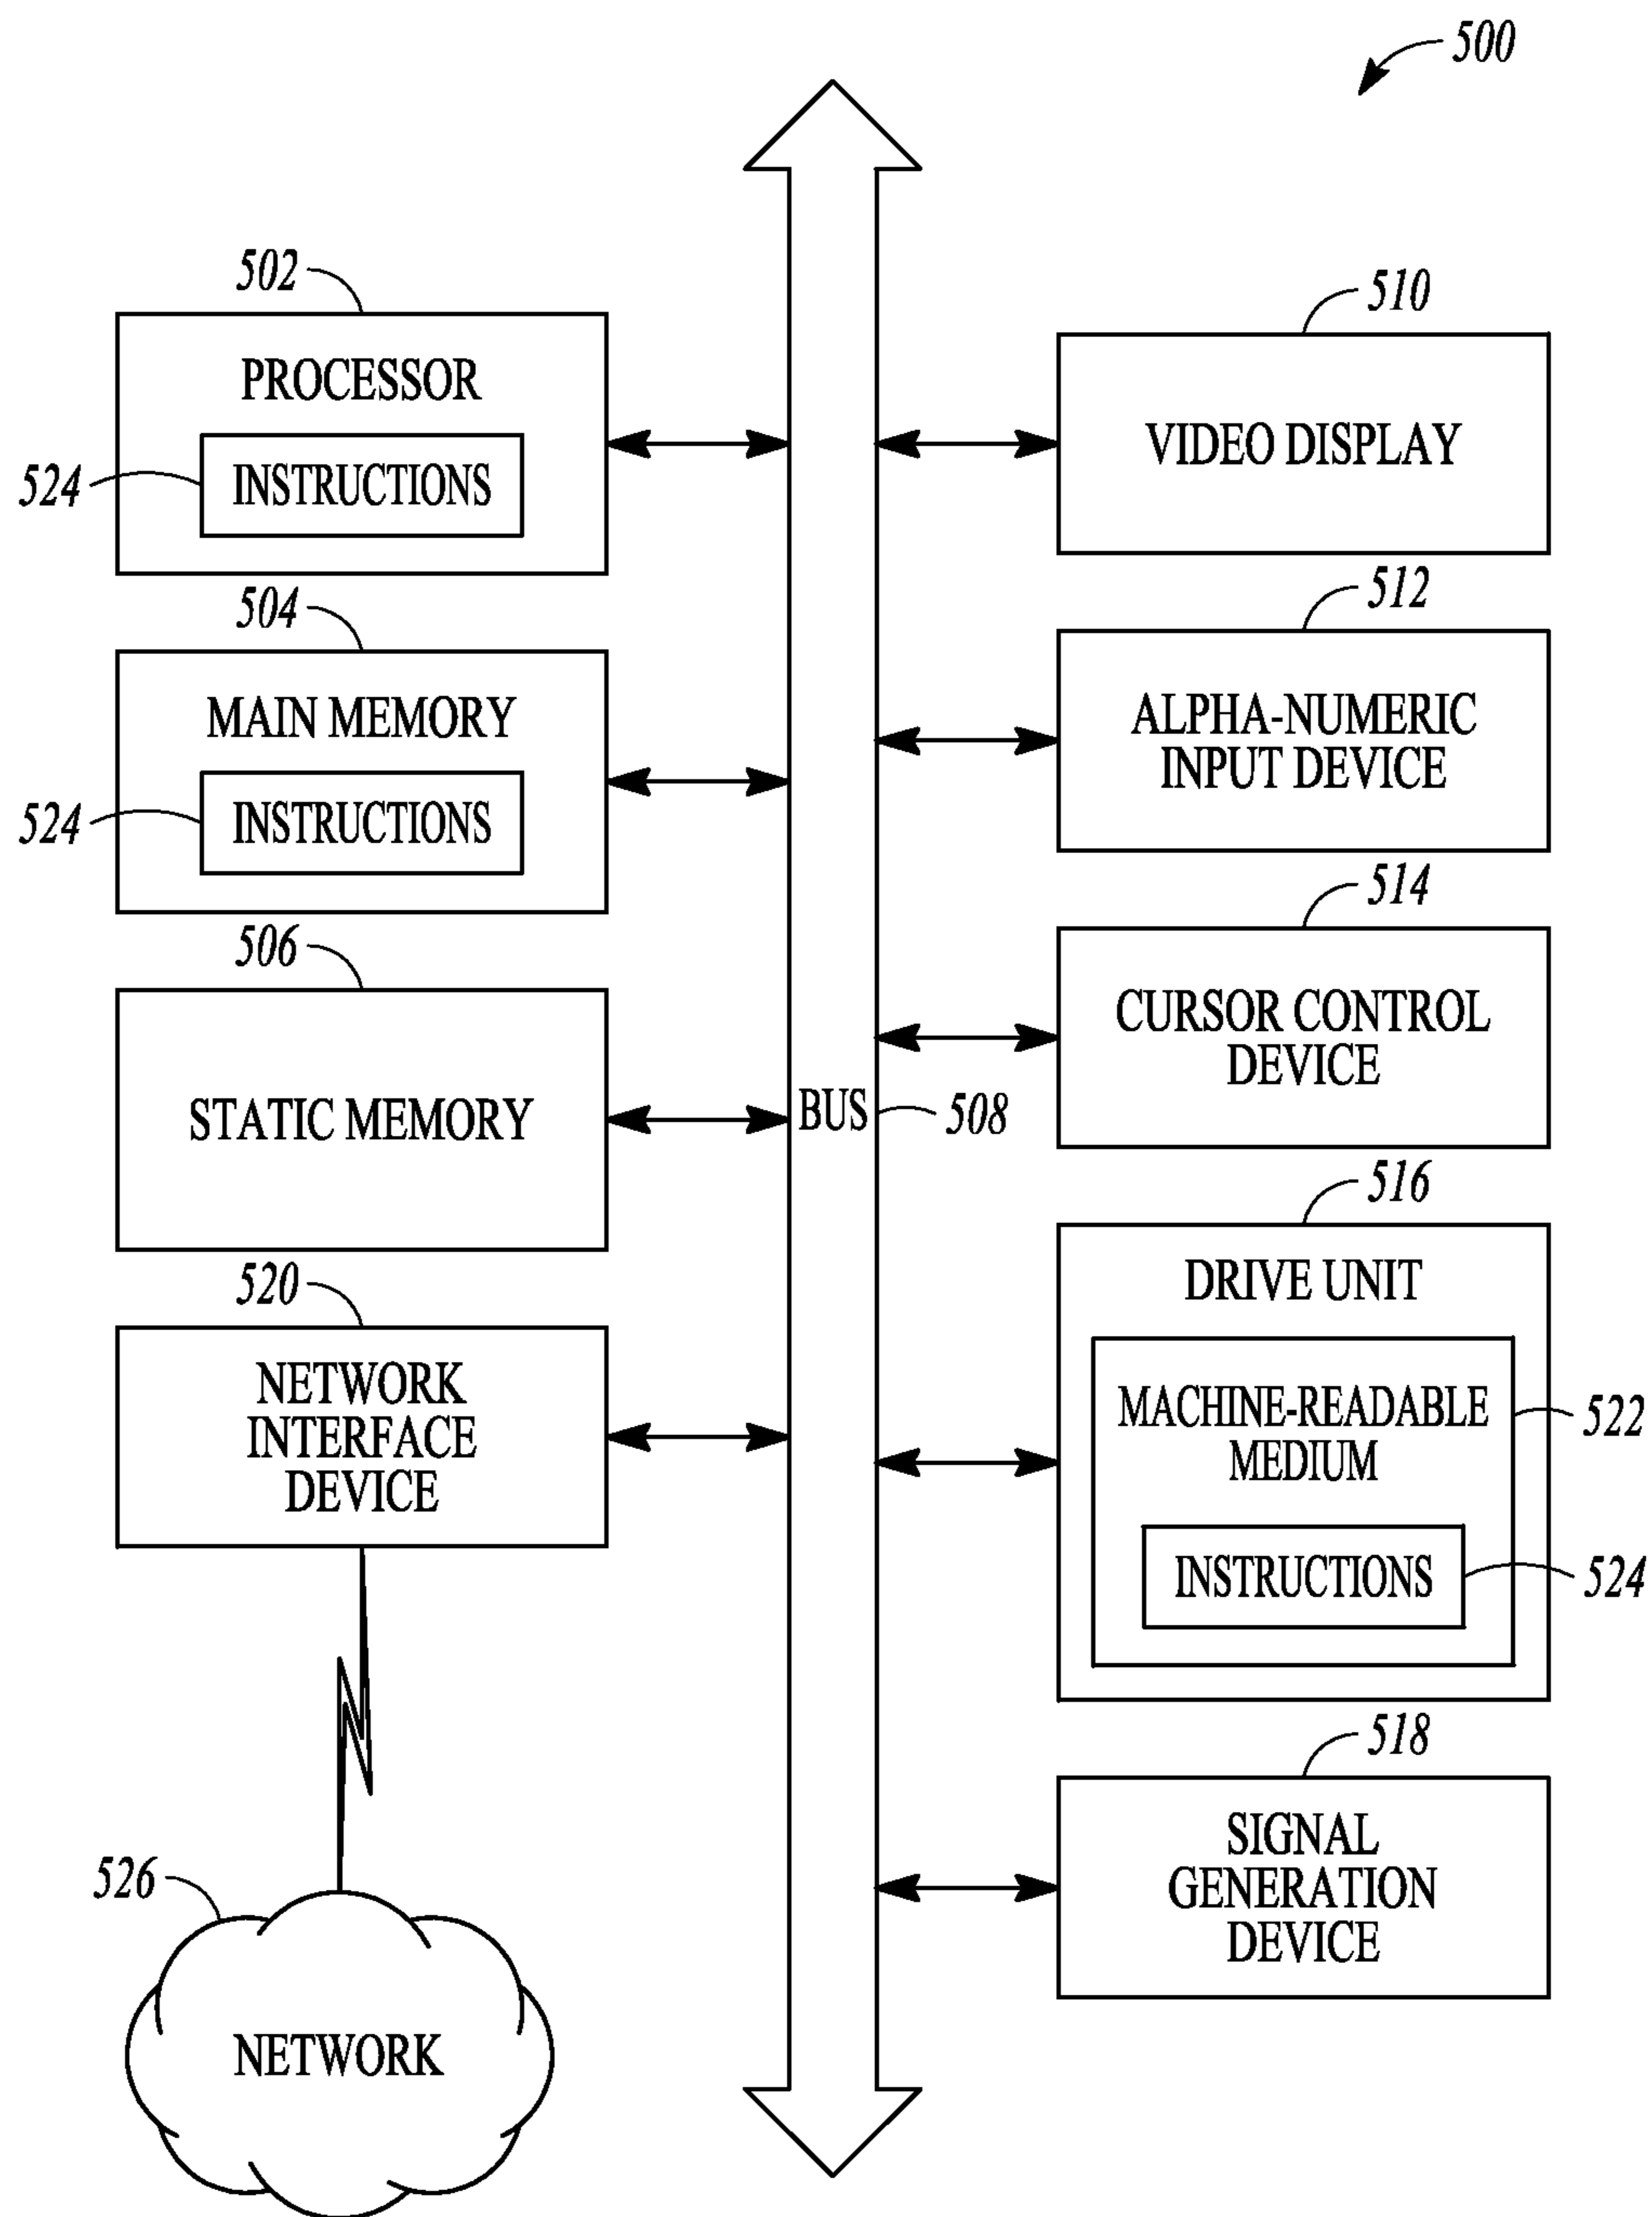 500
502
PROCESSOR
524
INSTRUCTIONS
504
MAIN MEMORY
524
INSTRUCTIONS
506
STATIC MEMORY
520
NETWORK
INTERFACE
DEVICE
526
NETWORK
BUS
508
510
VIDEO DISPLAY
512
ALPHA-NUMERIC
INPUT DEVICE
514
CURSOR CONTROL
DEVICE
516
DRIVE UNIT
MACHINE-READABLE
MEDIUM
522
INSTRUCTIONS
524
518
SIGNAL
GENERATION
DEVICE